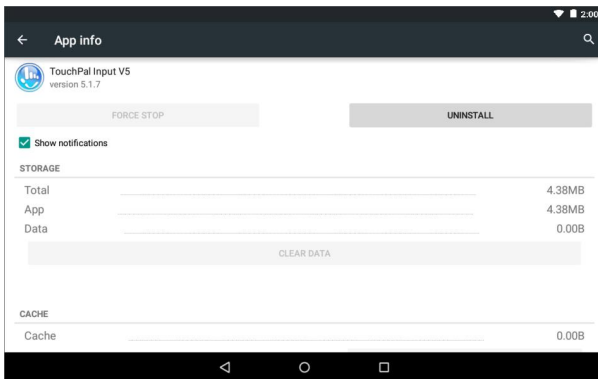 2:00
App info
TouchPal Input V5
version 5.1.7
FORCE STOP
UNINSTALL
Show notifications
STORAGE
Total 4.38MB
App 4.38MB
Data 0.00B
CLEAR DATA
CACHE
Cache 0.00B